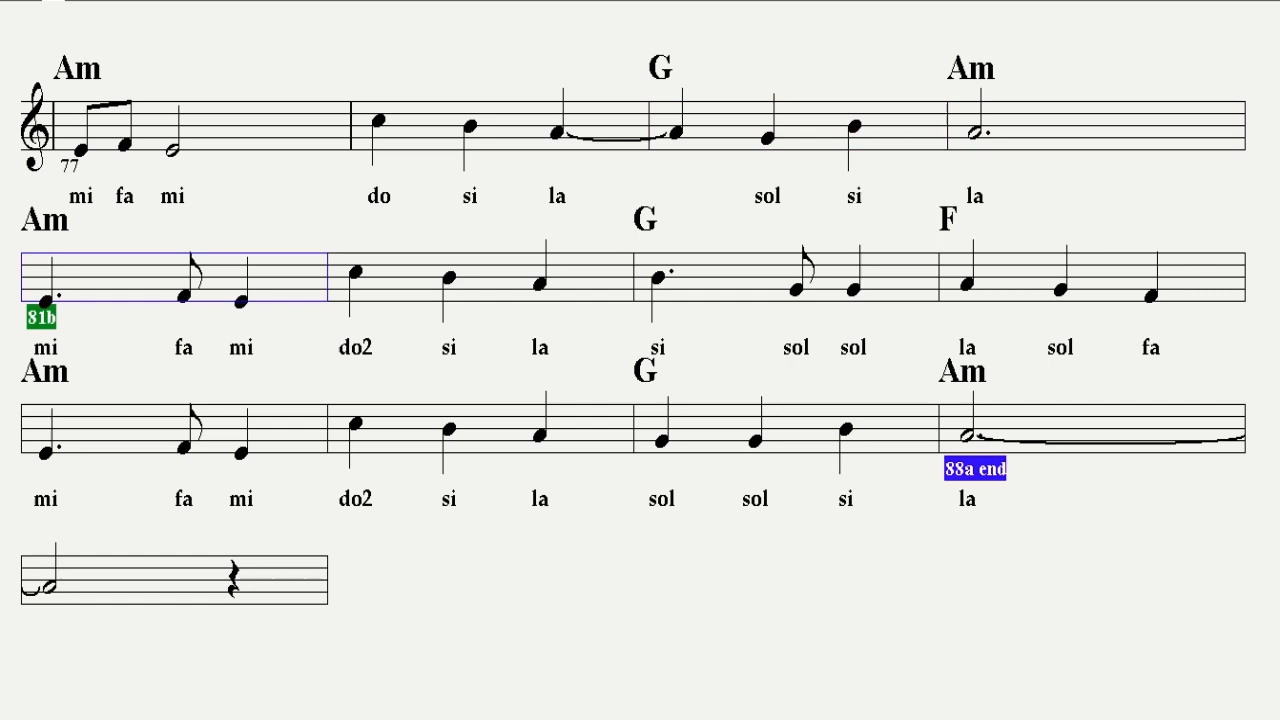 Am G Am
77
mi fa mi do si la sol si la
Am G F
81b
mi fa mi do2 si la si sol sol la sol fa
Am G Am
88a end
mi fa mi do2 si la sol sol si la